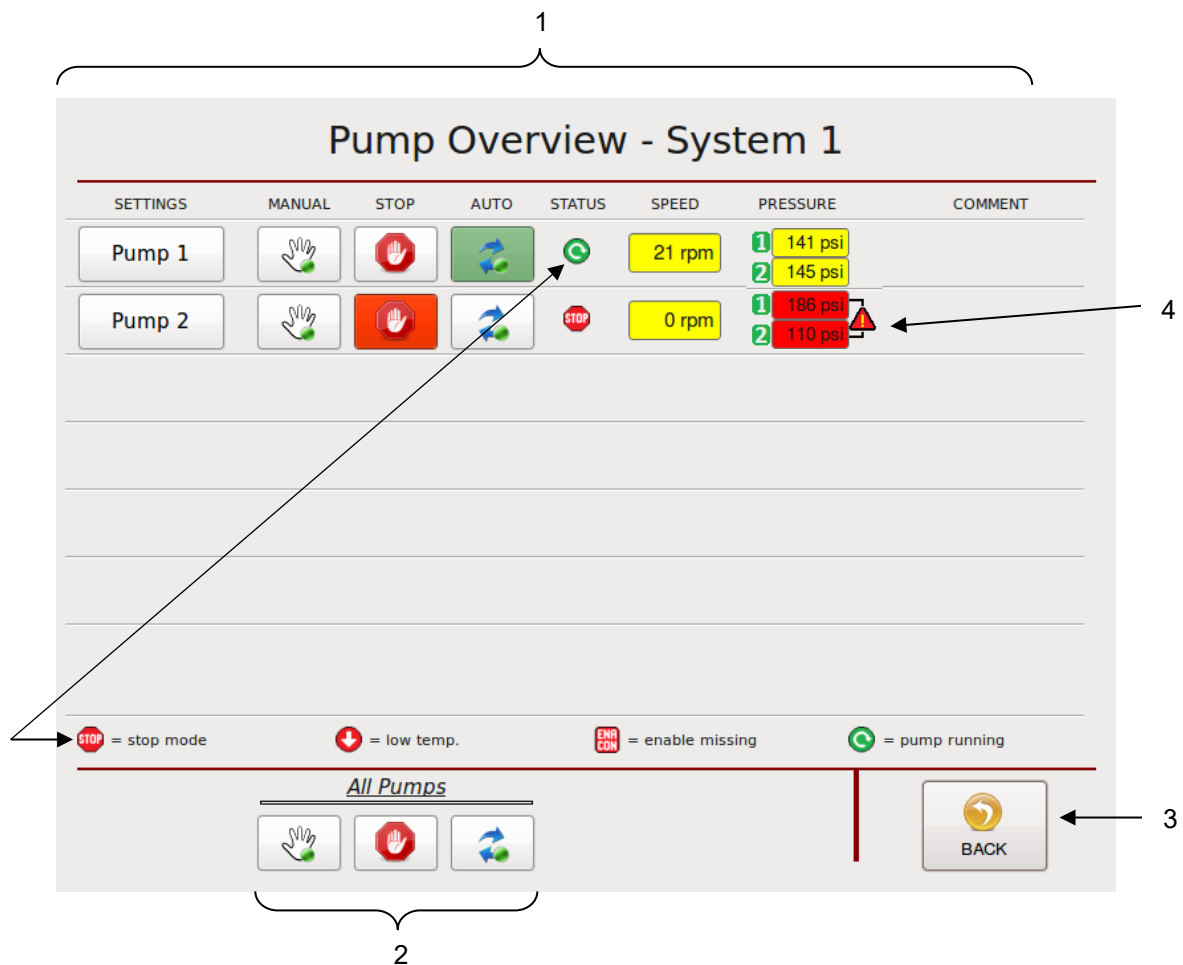 1
Pump Overview - System 1
SETTINGS MANUAL STOP AUTO STATUS SPEED PRESSURE COMMENT
Pump 1 21 rpm 1 141 psi
2 145 psi
Pump 2 STOP 0 rpm 1 186 psi
2 110 psi
4
STOP = stop mode = low temp. ENA CON = enable missing = pump running
All Pumps
BACK
3
2